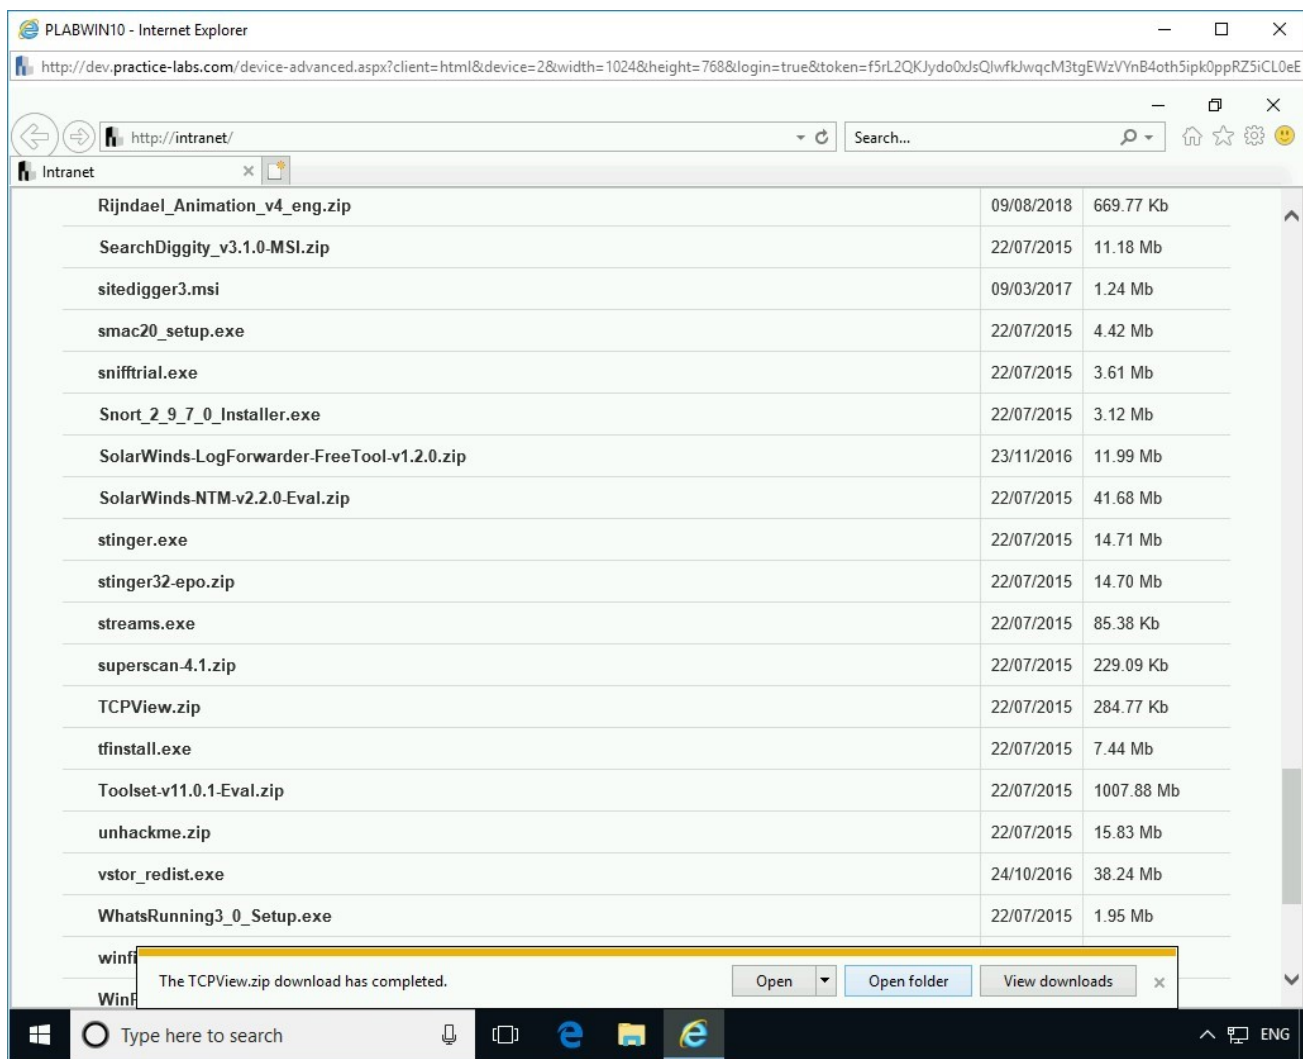 PLABWIN10 - Internet Explorer
http://dev.practice-labs.com/device-advanced.aspx?client=html&device=2&width=1024&height=768&login=true&token=f5rL2QKJydo0xJsQlwfkJwqcM3tgEWzVYnB4oth5ipk0ppRZ5iCL0eE
http://intranet/ Search...
Intranet
Rijndael_Animation_v4_eng.zip 09/08/2018 669.77 Kb
SearchDiggity_v3.1.0-MSI.zip 22/07/2015 11.18 Mb
sitedigger3.msi 09/03/2017 1.24 Mb
smac20_setup.exe 22/07/2015 4.42 Mb
snifftrial.exe 22/07/2015 3.61 Mb
Snort_2_9_7_0_Installer.exe 22/07/2015 3.12 Mb
SolarWinds-LogForwarder-FreeTool-v1.2.0.zip 23/11/2016 11.99 Mb
SolarWinds-NTM-v2.2.0-Eval.zip 22/07/2015 41.68 Mb
stinger.exe 22/07/2015 14.71 Mb
stinger32-epo.zip 22/07/2015 14.70 Mb
streams.exe 22/07/2015 85.38 Kb
superscan-4.1.zip 22/07/2015 229.09 Kb
TCPView.zip 22/07/2015 284.77 Kb
tfinstall.exe 22/07/2015 7.44 Mb
Toolset-v11.0.1-Eval.zip 22/07/2015 1007.88 Mb
unhackme.zip 22/07/2015 15.83 Mb
vstor_redist.exe 24/10/2016 38.24 Mb
WhatsRunning3_0_Setup.exe 22/07/2015 1.95 Mb
winfi
The TCPView.zip download has completed. Open Open folder View downloads
Type here to search ENG